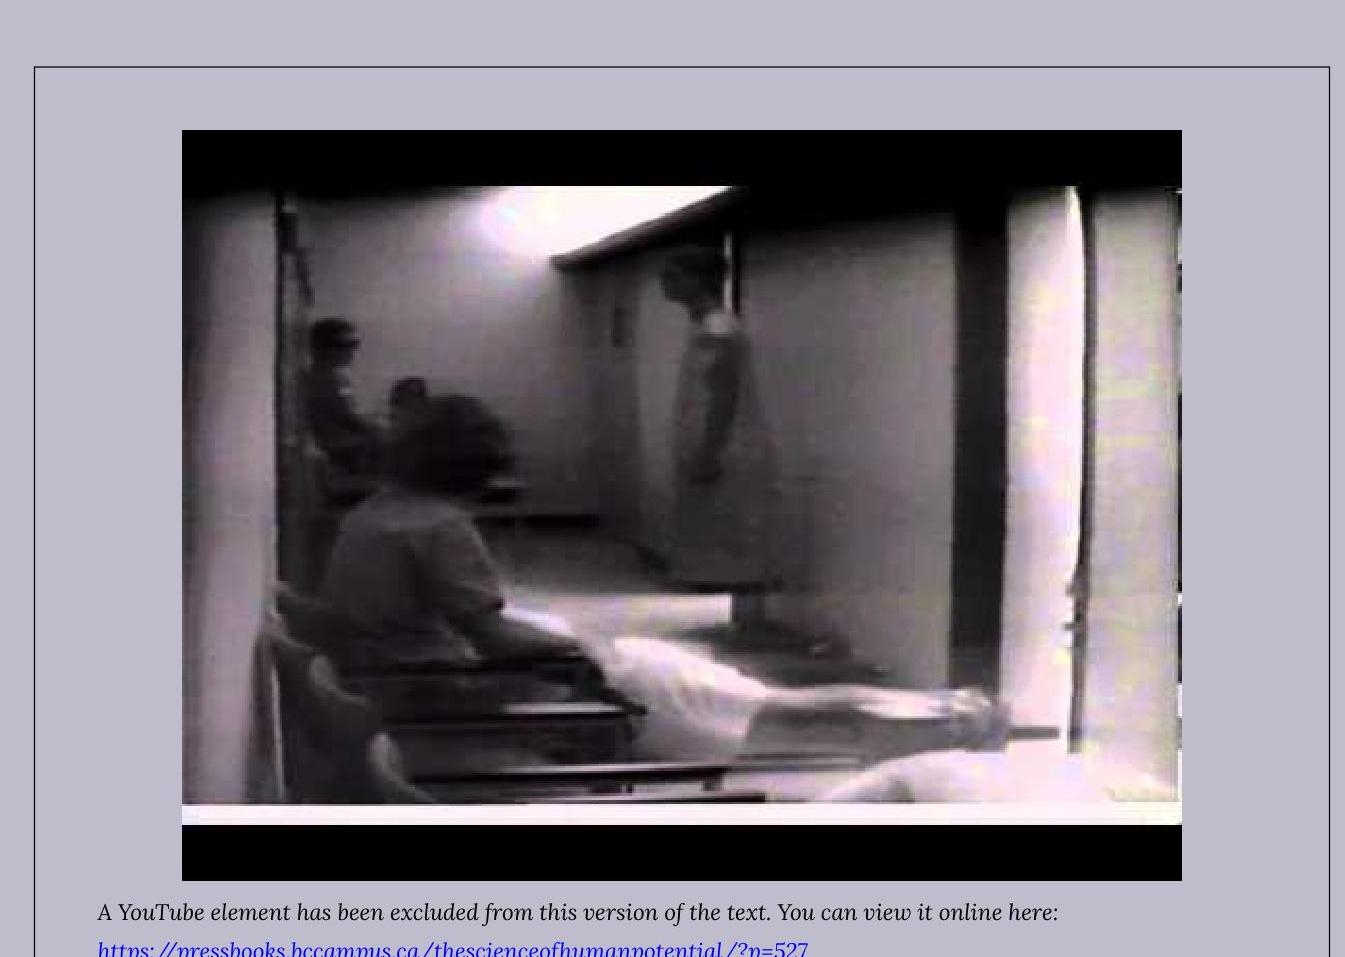 A YouTube element has been excluded from this version of the text. You can view it online here:
https://pressbooks.bccampus.ca/thescienceofhumanpotential/?p=527